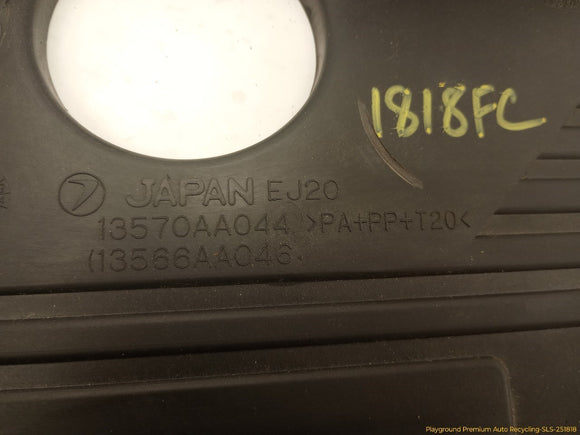 1818FC
JAPAN EJ20
13570AA044 >PA+PP+T20<
(13566AA046
Playground Premium Auto Recycling-SLS-251818